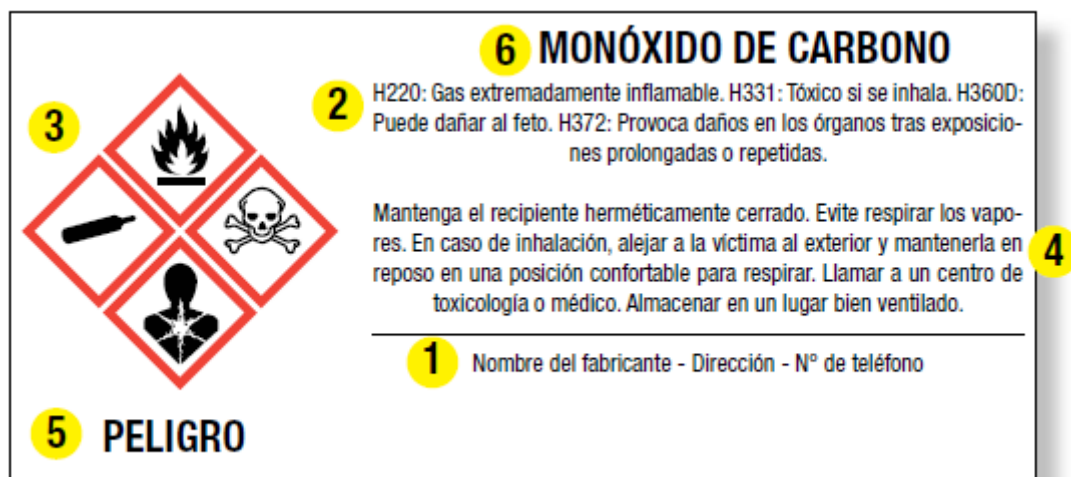 6 MONÓXIDO DE CARBONO
2 H220: Gas extremadamente inflamable. H331: Tóxico si se inhala. H360D:
Puede dañar al feto. H372: Provoca daños en los órganos tras exposicio-
nes prolongadas o repetidas.
3
Mantenga el recipiente herméticamente cerrado. Evite respirar los vapo-
res. En caso de inhalación, alejar a la víctima al exterior y mantenerla en
reposo en una posición confortable para respirar. Llamar a un centro de
toxicología o médico. Almacenar en un lugar bien ventilado.
4
1 Nombre del fabricante - Dirección - N° de teléfono
5 PELIGRO